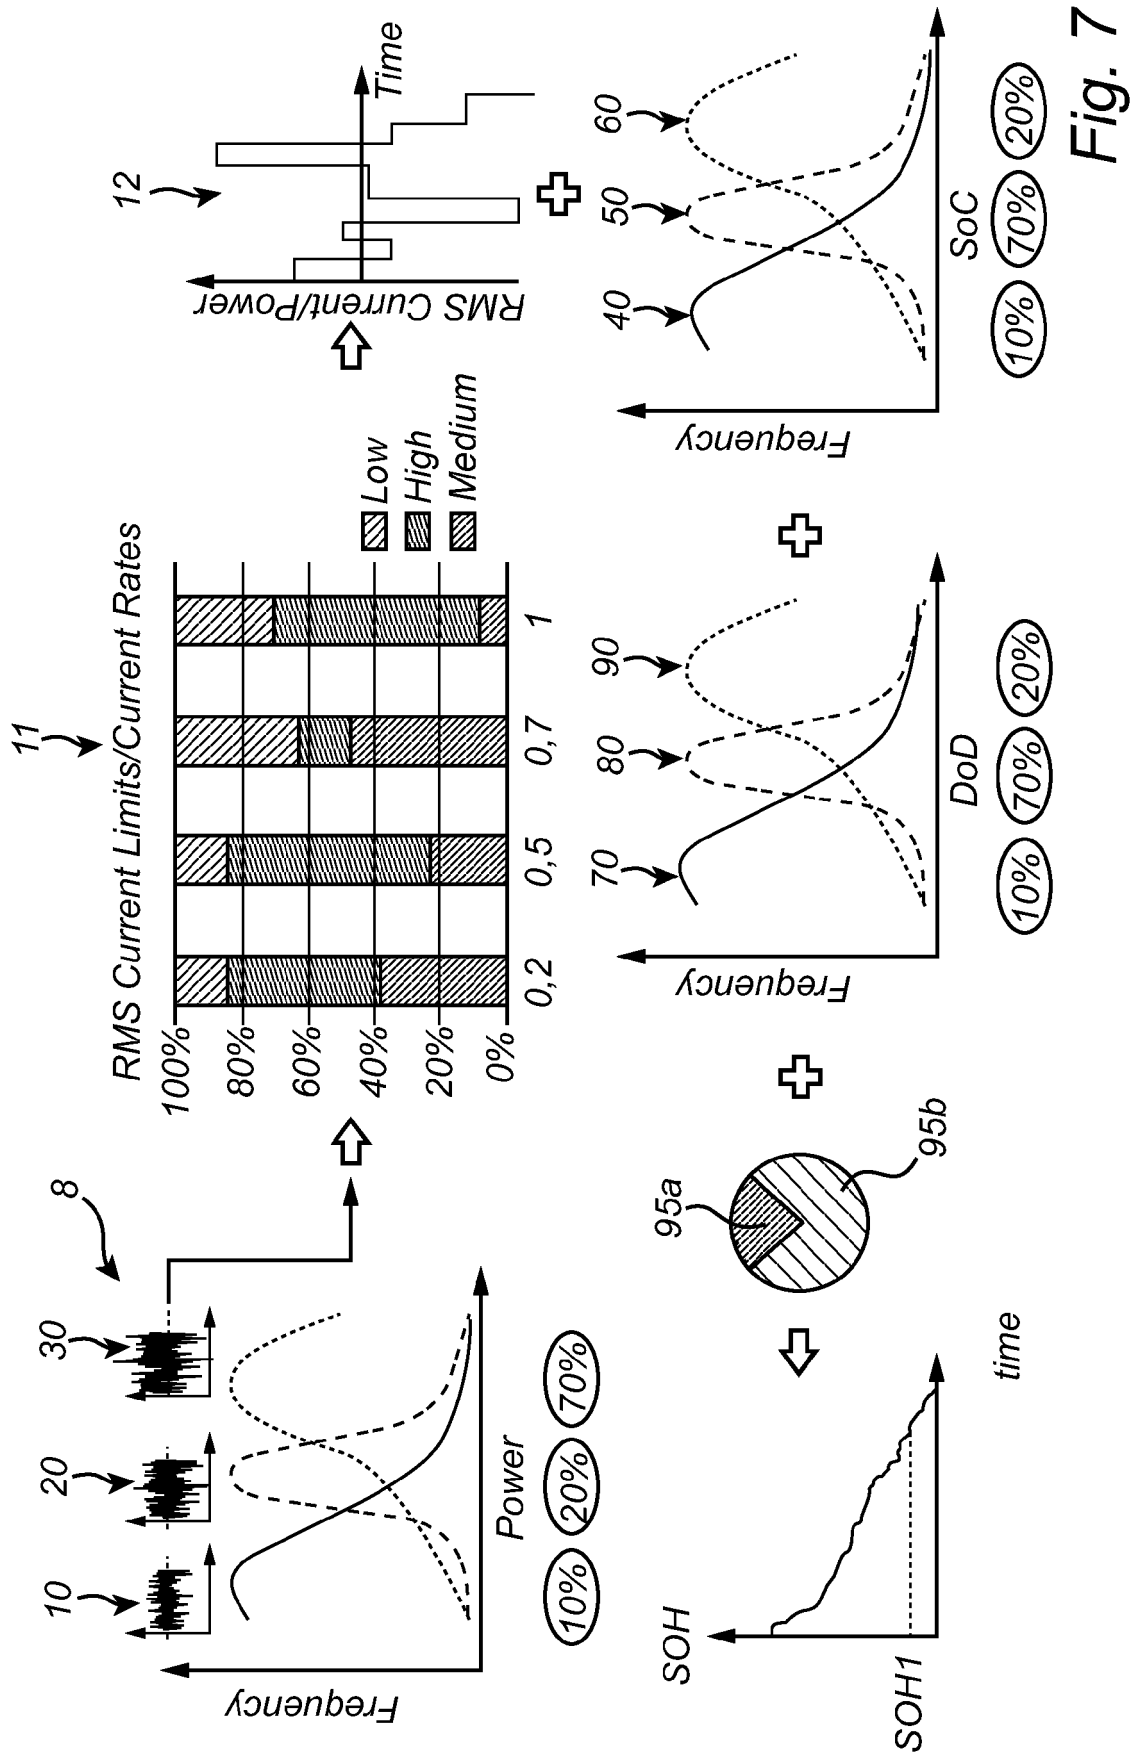 8
10
20
30
Frequency
Power
10%
20%
70%
11
RMS Current Limits/Current Rates
100%
80%
60%
40%
20%
0%
0,2
0,5
0,7
1
Low
High
Medium
12
RMS Current/Power
Time
SOH
SOH1
time
95a
95b
70
80
90
Frequency
DoD
10%
70%
20%
40
50
60
Frequency
SoC
10%
70%
20%
Fig. 7